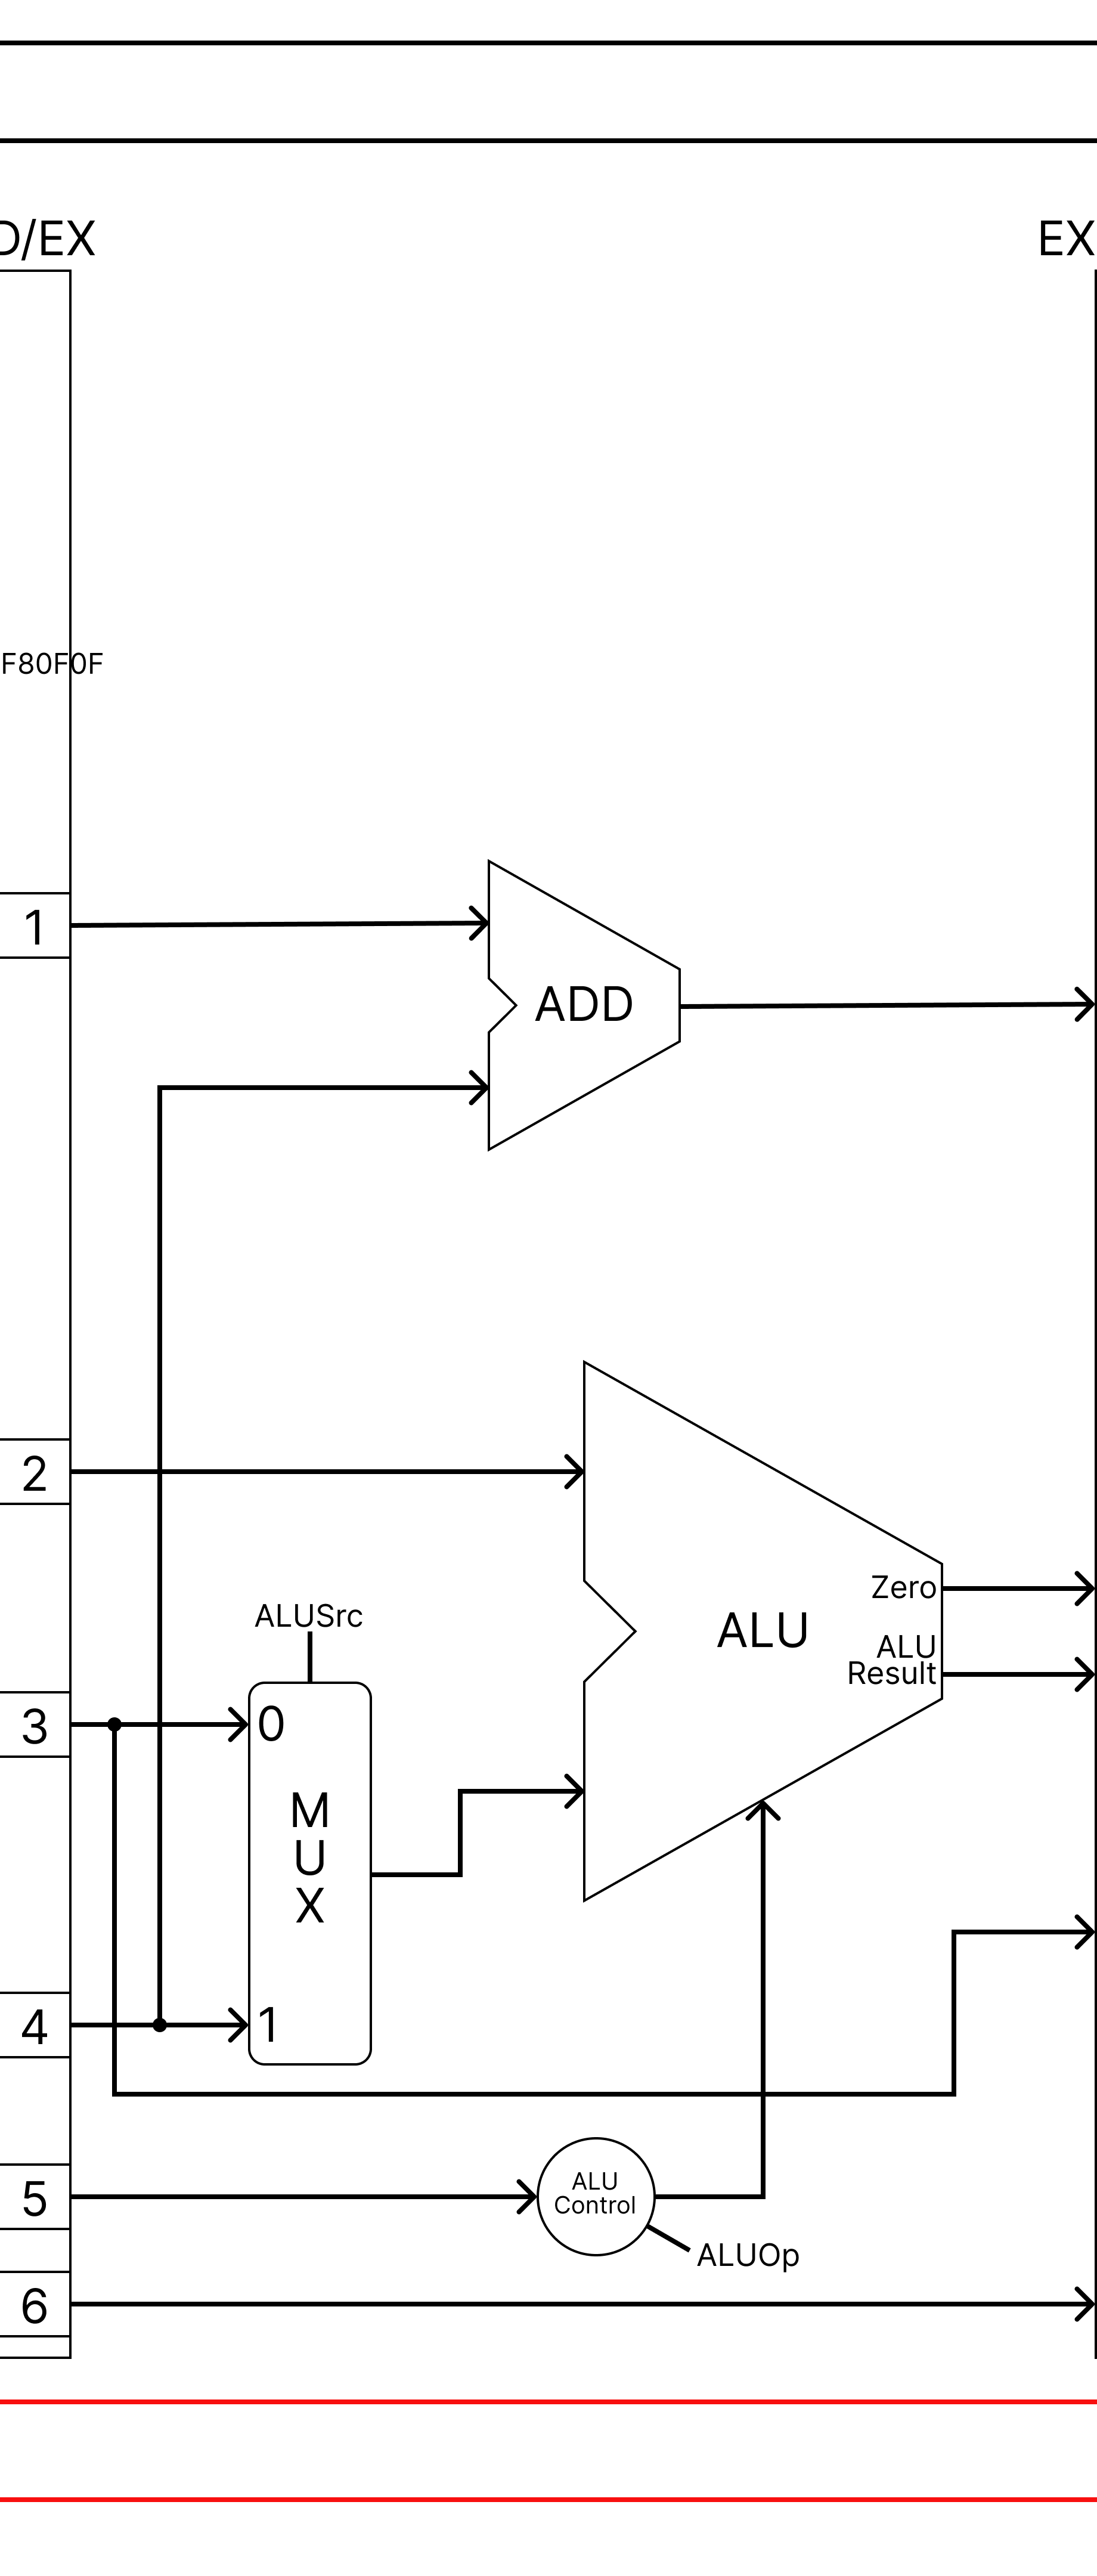 D/EX
EX
F80F0F
1
ADD
2
Zero
ALUSrc
ALU
ALU
Result
3
0
M
U
X
4
1
5
ALU
Control
ALUOp
6